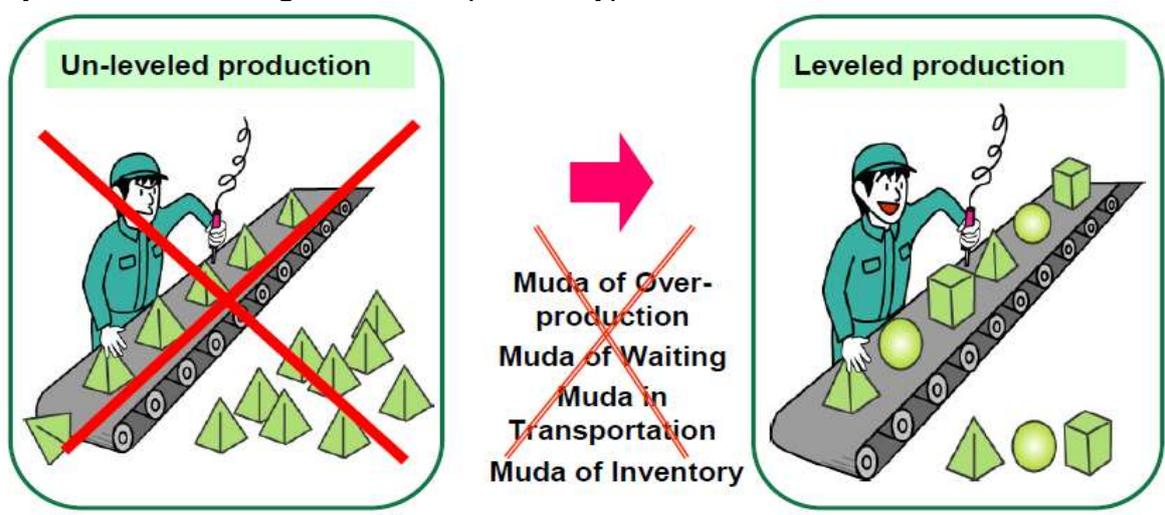 Un-leveled production
Leveled production
Muda of Over-
production
Muda of Waiting
Muda in
Transportation
Muda of Inventory